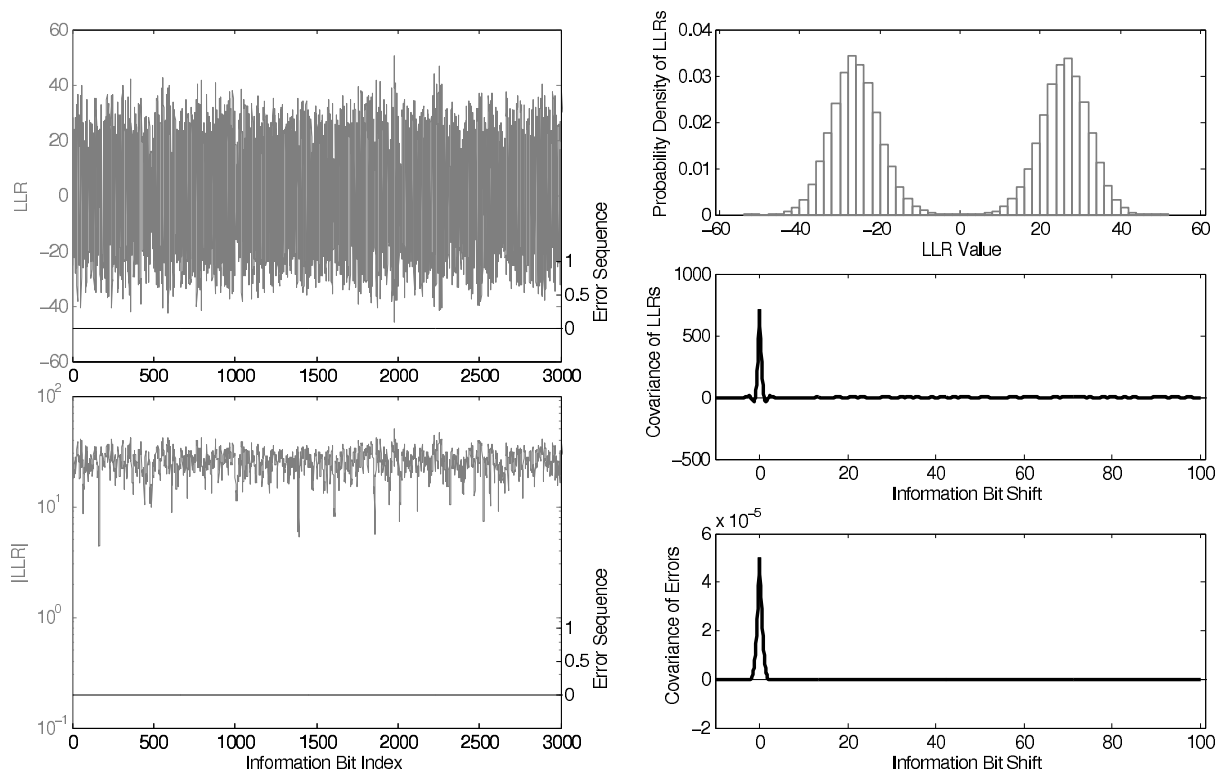 60
40
20
0
−20
−40
−60
LLR
1
0.5
0
Error Sequence
0 500 1000 1500 2000 2500 3000
10^2
10^1
10^0
10^−1
|LLR|
1
0.5
0
Error Sequence
0 500 1000 1500 2000 2500 3000
Information Bit Index
0.04
0.03
0.02
0.01
0
Probability Density of LLRs
−60 −40 −20 0 20 40 60
LLR Value
1000
500
0
−500
Covariance of LLRs
0 20 40 60 80 100
Information Bit Shift
x 10^−5
6
4
2
0
−2
Covariance of Errors
0 20 40 60 80 100
Information Bit Shift